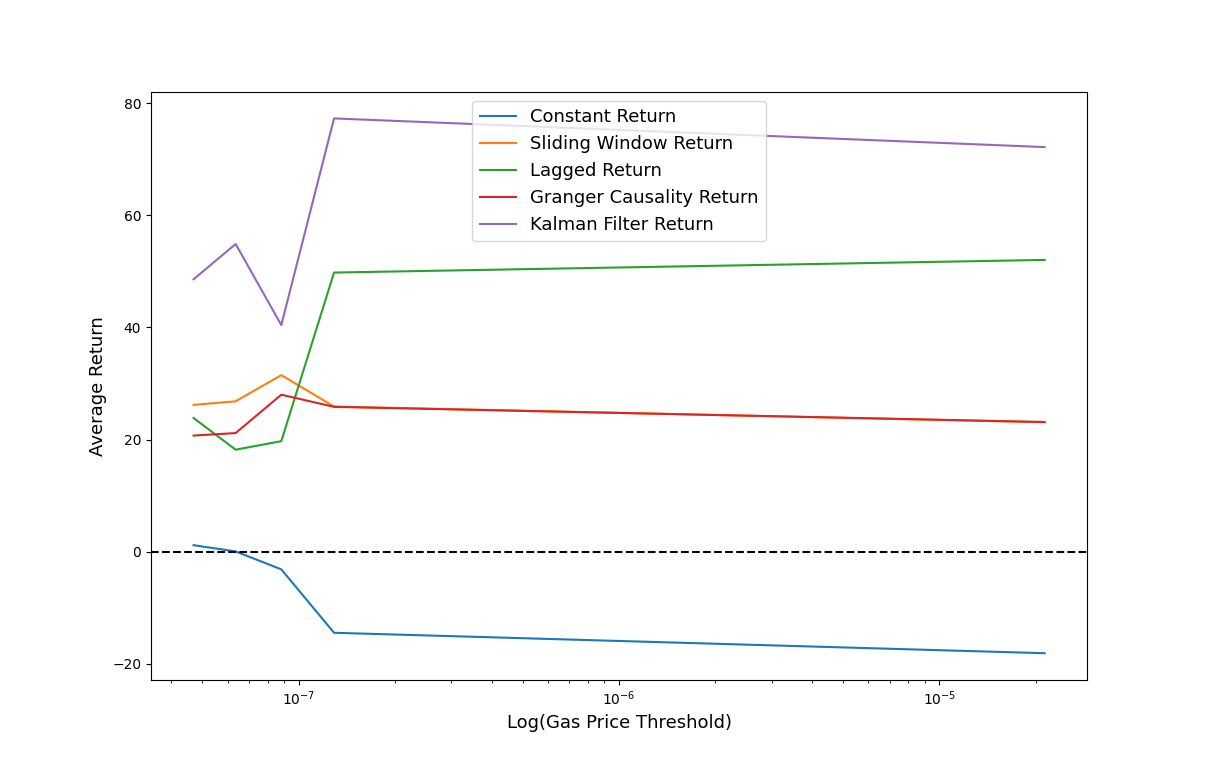 80
60
40
20
0
−20
Average Return
Constant Return
Sliding Window Return
Lagged Return
Granger Causality Return
Kalman Filter Return
10⁻⁷
10⁻⁶
10⁻⁵
Log(Gas Price Threshold)